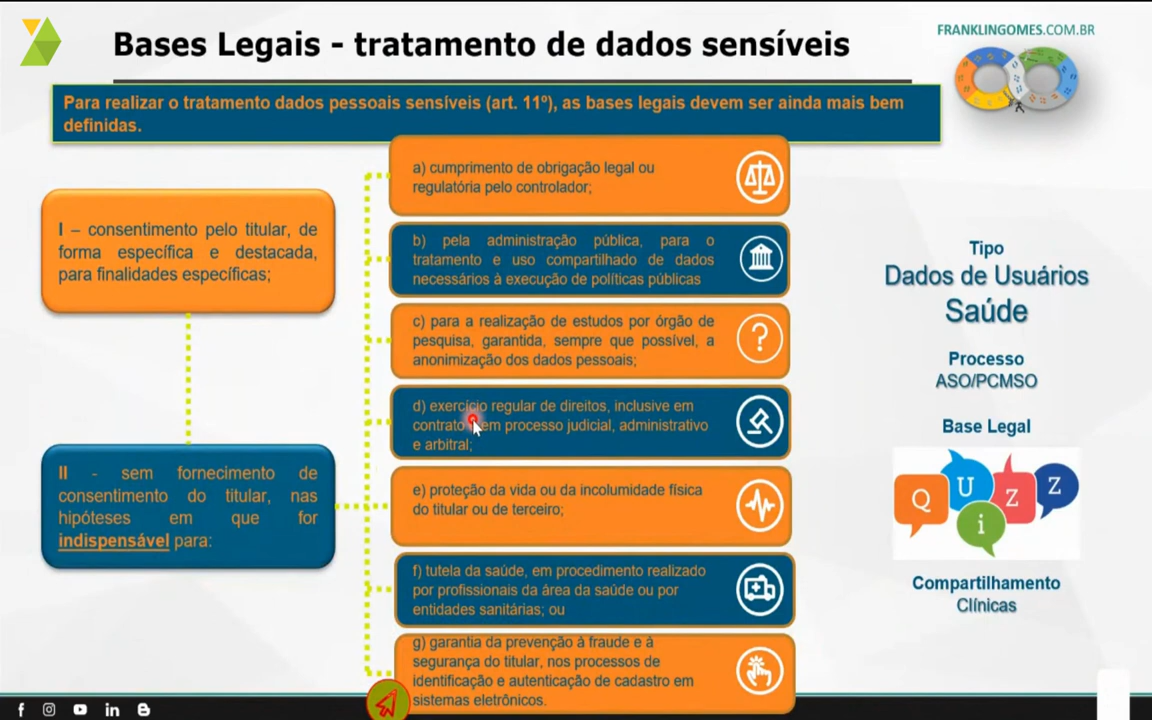 Bases Legais - tratamento de dados sensíveis
FRANKLINGOMES.COM.BR
Para realizar o tratamento dados pessoais sensíveis (art. 11º), as bases legais devem ser ainda mais bem
definidas.
I – consentimento pelo titular, de
forma específica e destacada,
para finalidades específicas;
II - sem fornecimento de
consentimento do titular, nas
hipóteses em que for
indispensável para:
a) cumprimento de obrigação legal ou
regulatória pelo controlador;
b) pela administração pública, para o
tratamento e uso compartilhado de dados
necessários à execução de políticas públicas
c) para a realização de estudos por órgão de
pesquisa, garantida, sempre que possível, a
anonimização dos dados pessoais;
d) exercício regular de direitos, inclusive em
contrato em processo judicial, administrativo
e arbitral;
e) proteção da vida ou da incolumidade física
do titular ou de terceiro;
f) tutela da saúde, em procedimento realizado
por profissionais da área da saúde ou por
entidades sanitárias; ou
g) garantia da prevenção à fraude e à
segurança do titular, nos processos de
identificação e autenticação de cadastro em
sistemas eletrônicos.
Tipo
Dados de Usuários
Saúde
Processo
ASO/PCMSO
Base Legal
QUiZZ
Compartilhamento
Clínicas